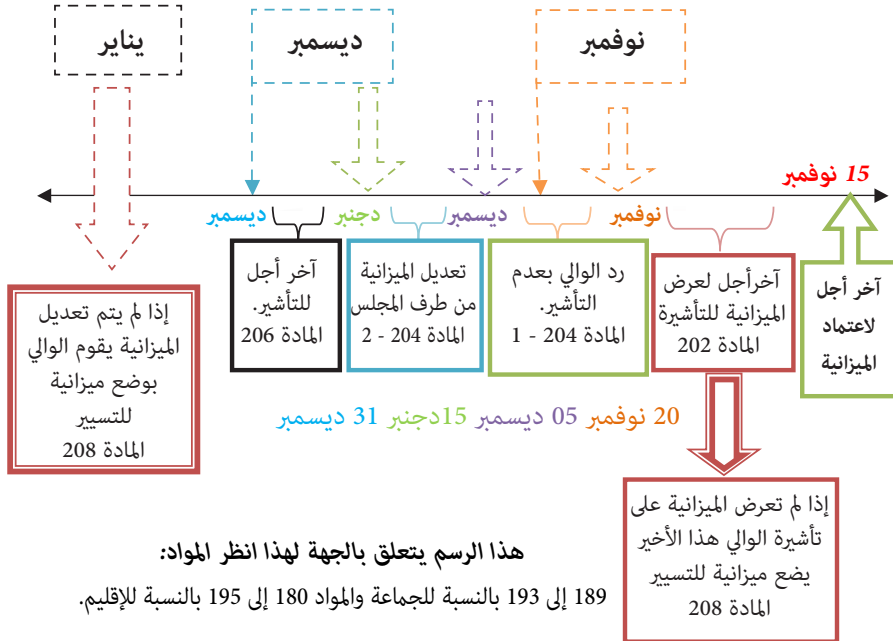 نوفمبر
ديسمبر
يناير
15 نوفمبر
نوفمبر
ديسمبر
دجنبر
ديسمبر
آخر أجل
لاعتماد
الميزانية
آخرأجل لعرض
الميزانية للتأشيرة
المادة 202
رد الوالي بعدم
التأشير.
المادة 204 - 1
تعديل الميزانية
من طرف المجلس
المادة 204 - 2
آخر أجل
للتأشير.
المادة 206
إذا لم يتم تعديل
الميزانية يقوم الوالي
بوضع ميزانية
للتسيير
المادة 208
20 نوفمبر 05 ديسمبر 15دجنبر 31 ديسمبر
إذا لم تعرض الميزانية على
تأشيرة الوالي هذا الأخير
يضع ميزانية للتسيير
المادة 208
هذا الرسم يتعلق بالجهة لهذا انظر المواد:
189 إلى 193 بالنسبة للجماعة والمواد 180 إلى 195 بالنسبة للإقليم.